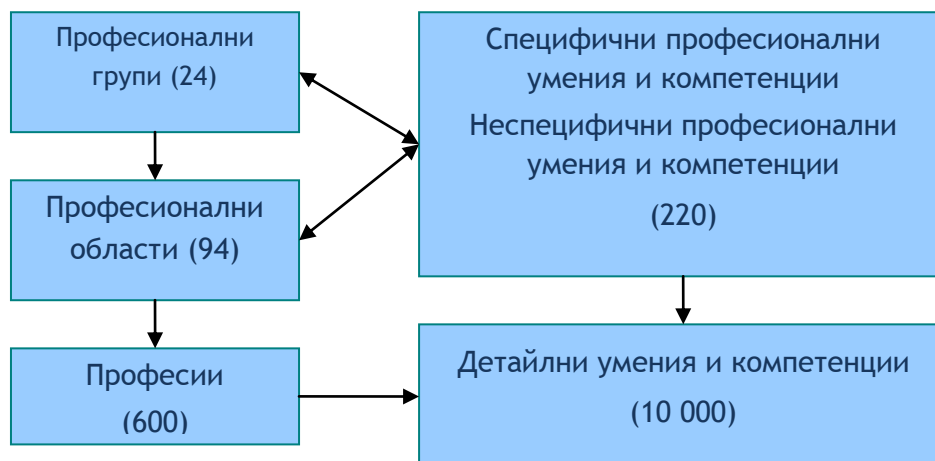 Професионални
групи (24)
Професионални
области (94)
Професии
(600)
Специфични професионални
умения и компетенции
Неспецифични професионални
умения и компетенции
(220)
Детайлни умения и компетенции
(10 000)